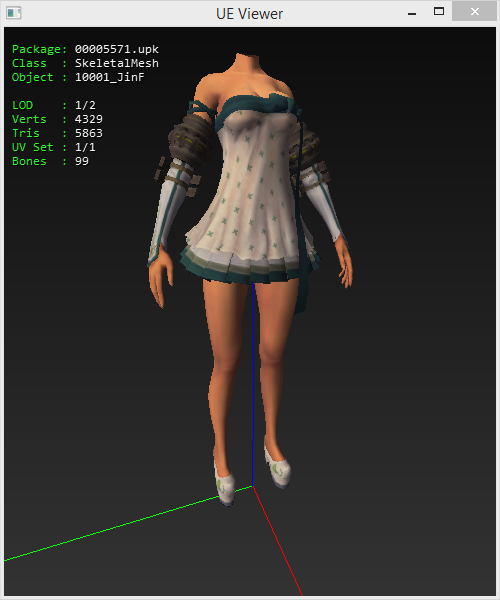 UE Viewer
Package: 00005571.upk
Class  : SkeletalMesh
Object : 10001_JinF
LOD    : 1/2
Verts  : 4329
Tris   : 5863
UV Set : 1/1
Bones  : 99